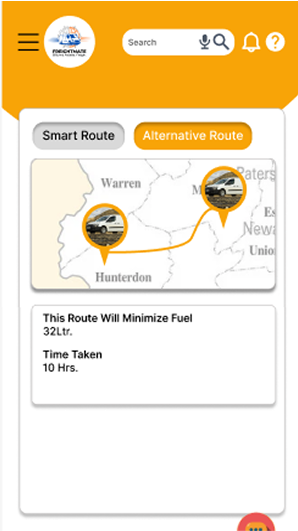 FREIGHTMATE
Search
Smart Route
Alternative Route
Warren
M
Paters
Es
Newa
Unio
Hunterdon
This Route Will Minimize Fuel
32Ltr.
Time Taken
10 Hrs.